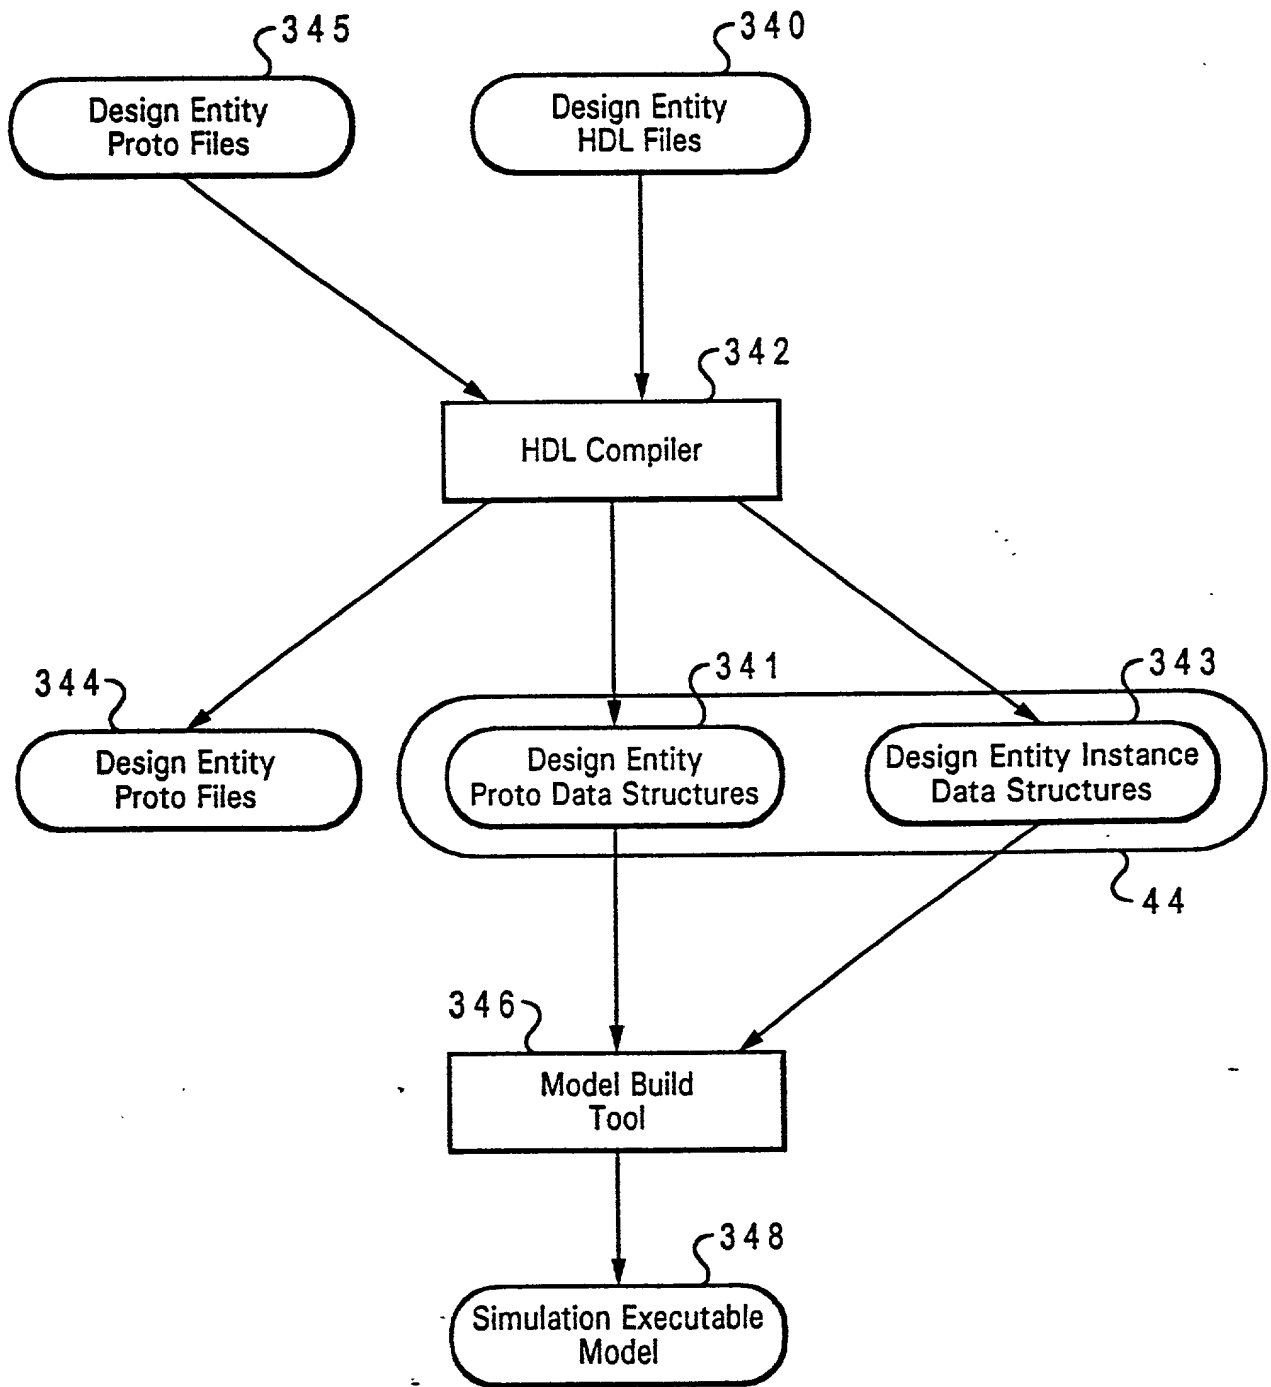 345
340
Design Entity
Proto Files
Design Entity
HDL Files
342
HDL Compiler
344
341
343
Design Entity
Proto Files
Design Entity
Proto Data Structures
Design Entity Instance
Data Structures
44
346
Model Build
Tool
348
Simulation Executable
Model